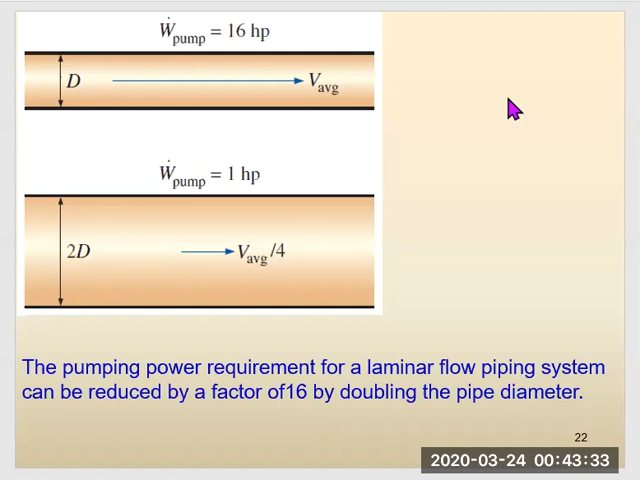 Ẇpump = 16 hp
D
Vavg
Ẇpump = 1 hp
2D
Vavg /4
The pumping power requirement for a laminar flow piping system
can be reduced by a factor of16 by doubling the pipe diameter.
22
2020-03-24 00:43:33